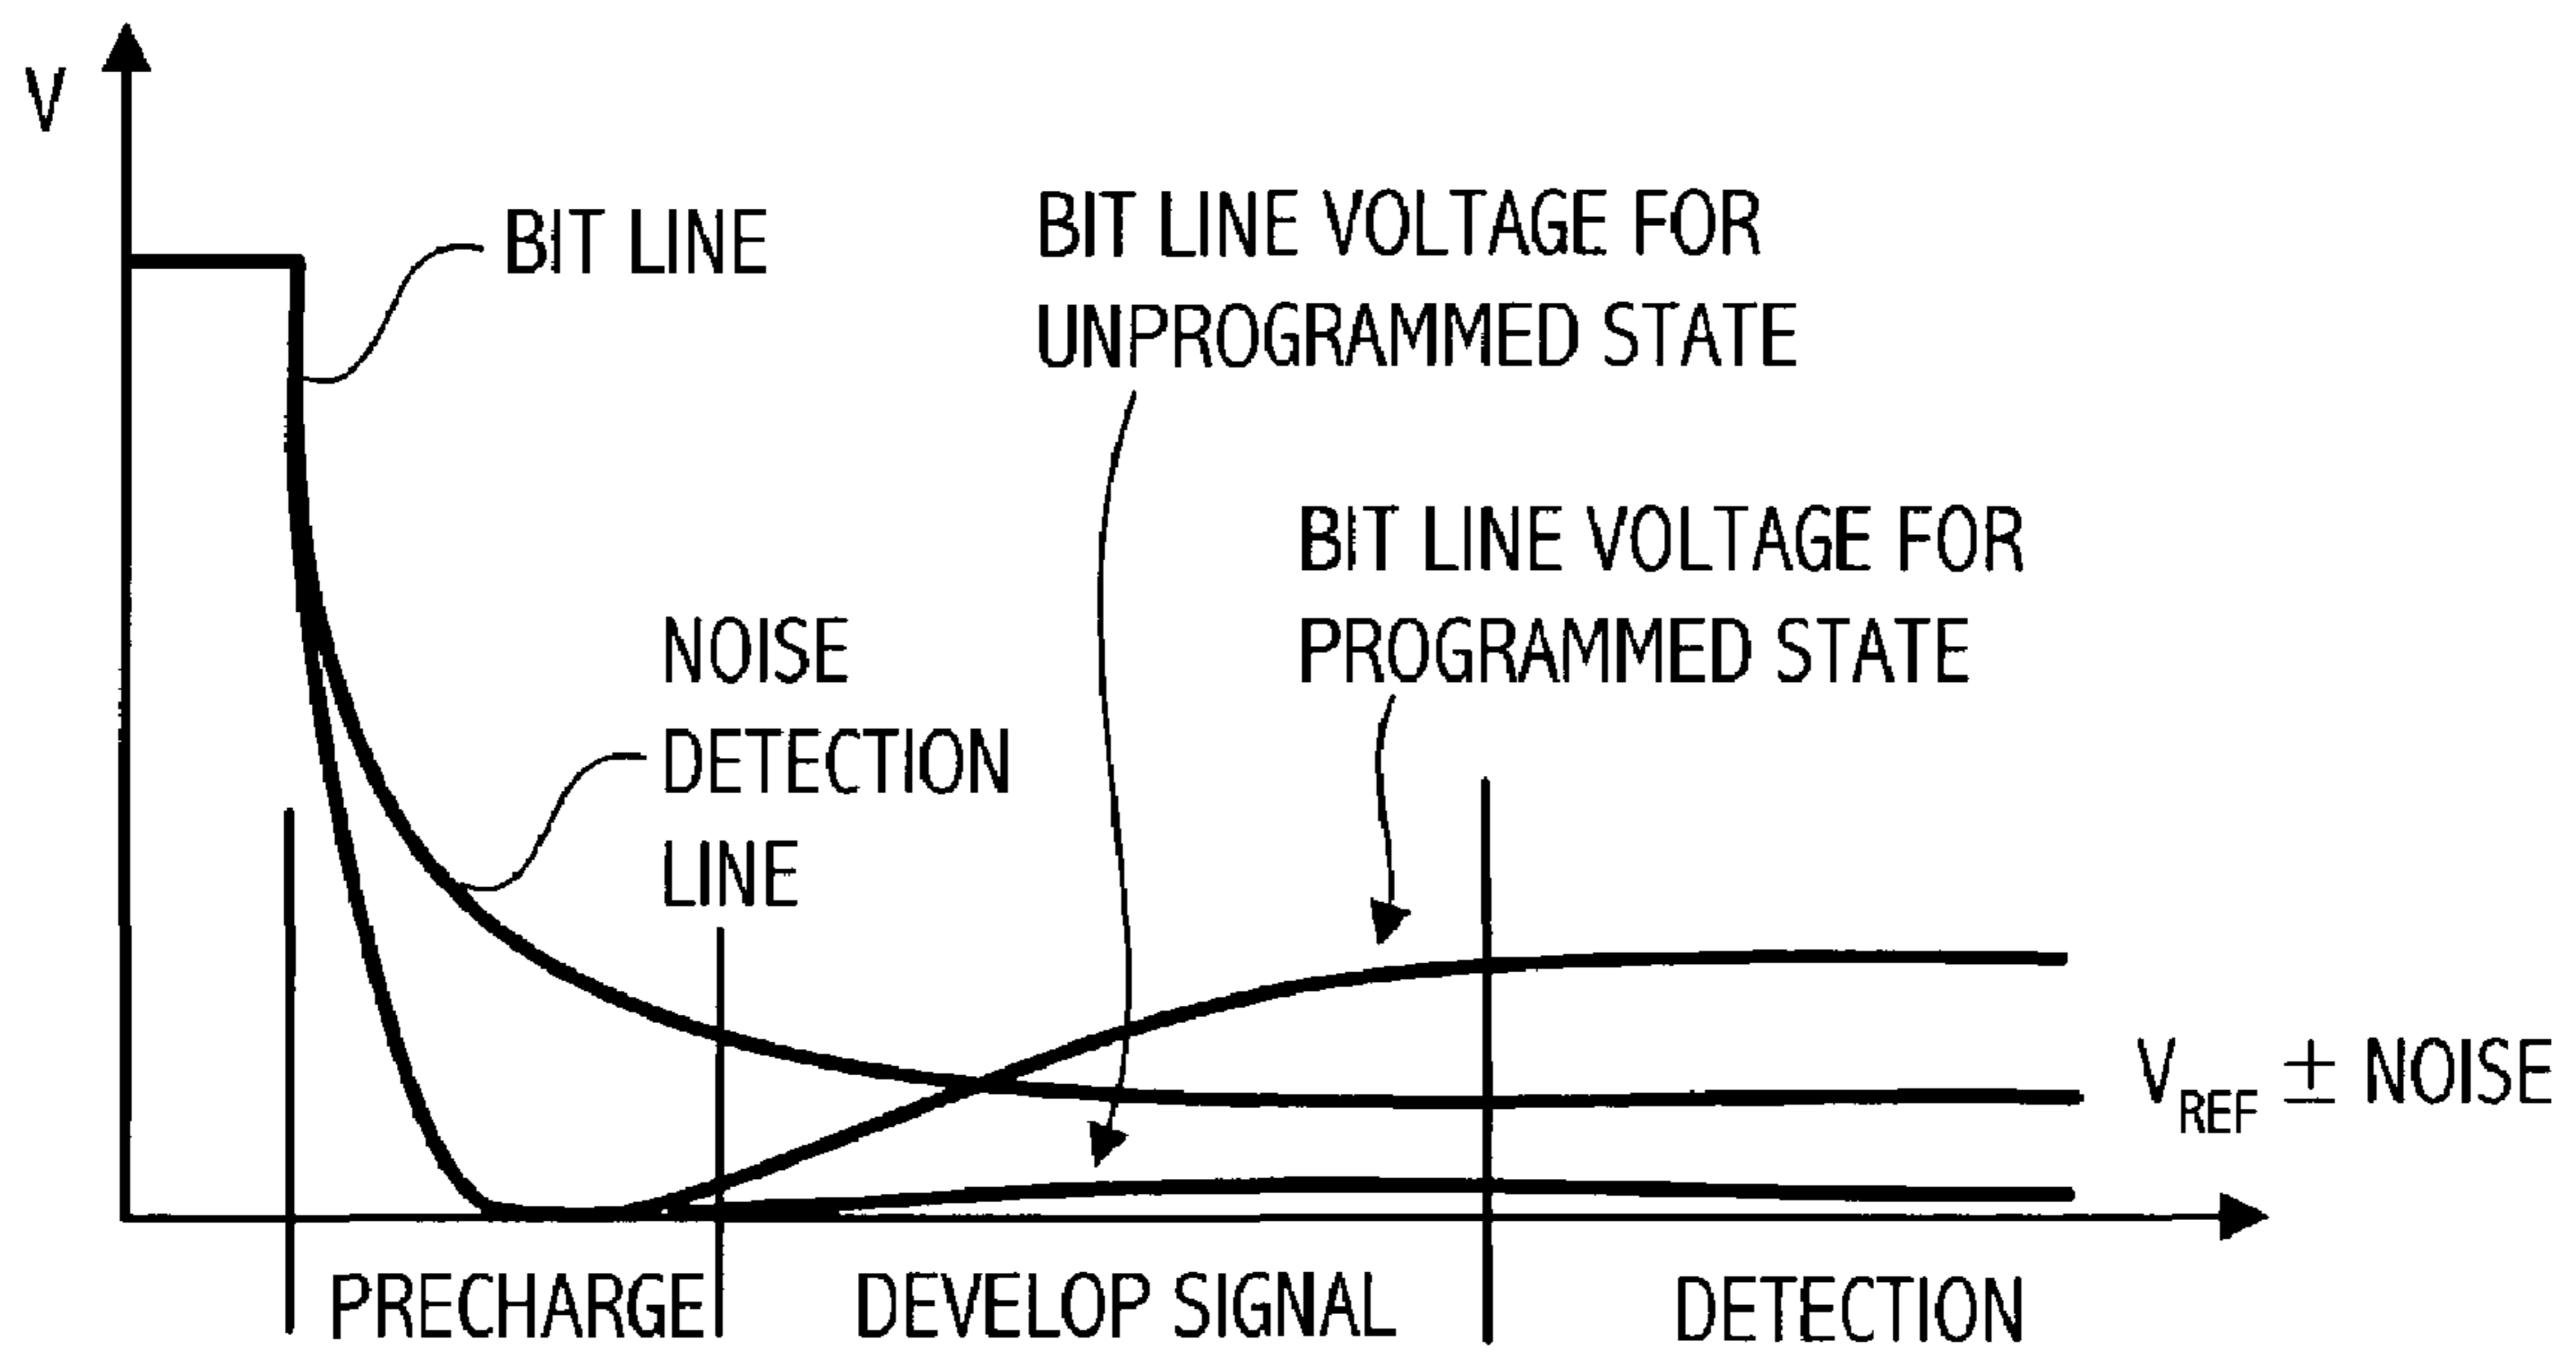 V
BIT LINE
BIT LINE VOLTAGE FOR
UNPROGRAMMED STATE
BIT LINE VOLTAGE FOR
PROGRAMMED STATE
NOISE
DETECTION
LINE
V_REF ± NOISE
PRECHARGE
DEVELOP SIGNAL
DETECTION